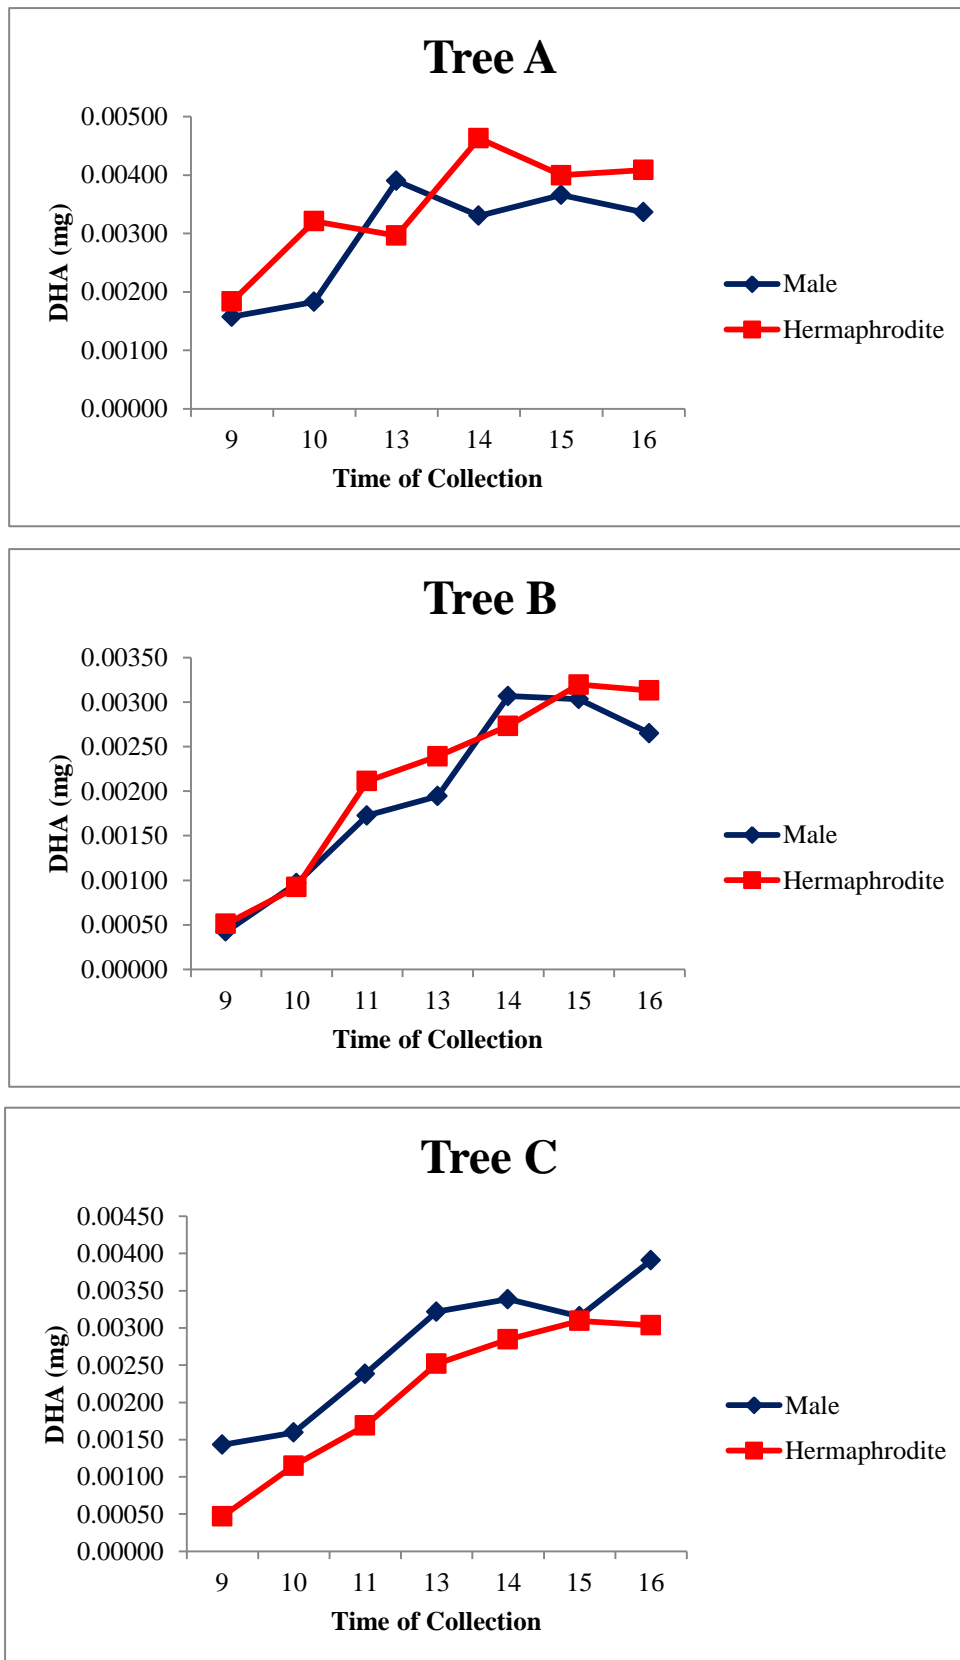 Tree A
0.00500
0.00400
0.00300
0.00200
0.00100
0.00000
DHA (mg)
9 10 13 14 15 16
Time of Collection
Male
Hermaphrodite
Tree B
0.00350
0.00300
0.00250
0.00200
0.00150
0.00100
0.00050
0.00000
DHA (mg)
9 10 11 13 14 15 16
Time of Collection
Male
Hermaphrodite
Tree C
0.00450
0.00400
0.00350
0.00300
0.00250
0.00200
0.00150
0.00100
0.00050
0.00000
DHA (mg)
9 10 11 13 14 15 16
Time of Collection
Male
Hermaphrodite